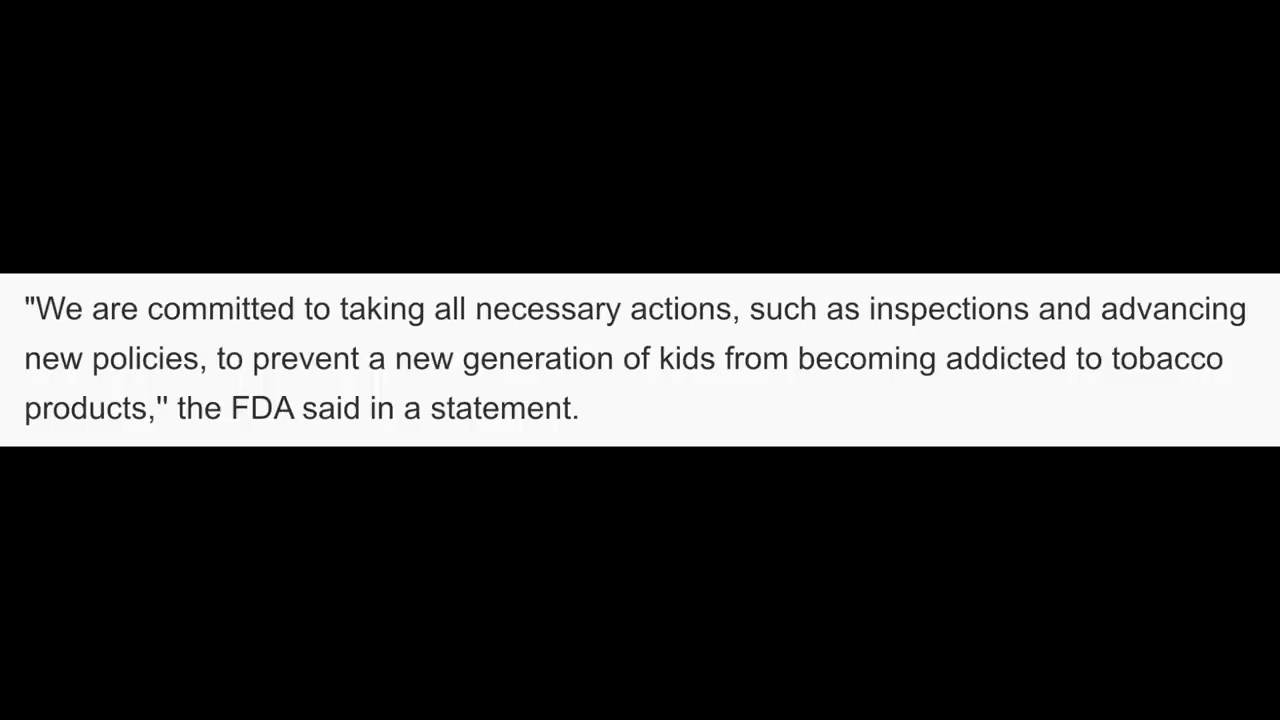 "We are committed to taking all necessary actions, such as inspections and advancing
new policies, to prevent a new generation of kids from becoming addicted to tobacco
products," the FDA said in a statement.